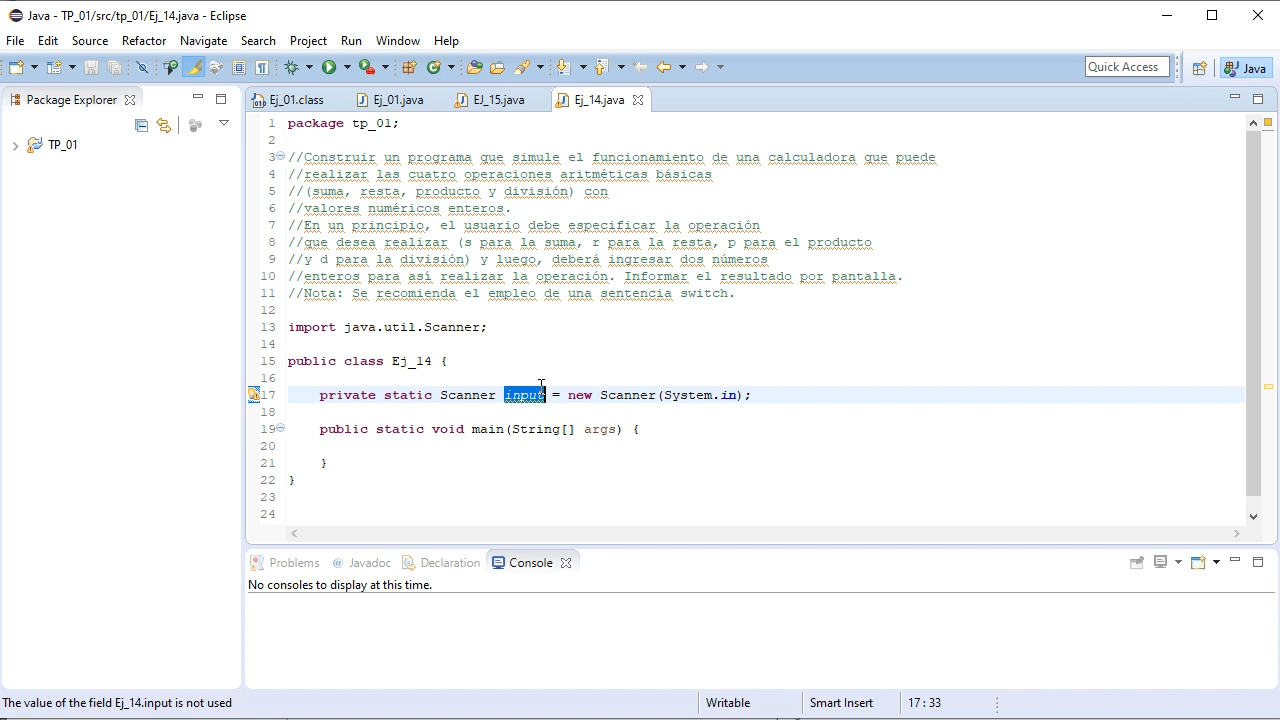 Java - TP_01/src/tp_01/Ej_14.java - Eclipse
File Edit Source Refactor Navigate Search Project Run Window Help
Quick Access
Java
Package Explorer
Ej_01.class Ej_01.java EJ_15.java Ej_14.java
TP_01
1 package tp_01;
2
3 //Construir un programa que simule el funcionamiento de una calculadora que puede
4 //realizar las cuatro operaciones aritméticas básicas
5 //(suma, resta, producto y división) con
6 //valores numéricos enteros.
7 //En un principio, el usuario debe especificar la operación
8 //que desea realizar (s para la suma, r para la resta, p para el producto
9 //y d para la división) y luego, deberá ingresar dos números
10 //enteros para así realizar la operación. Informar el resultado por pantalla.
11 //Nota: Se recomienda el empleo de una sentencia switch.
12
13 import java.util.Scanner;
14
15 public class Ej_14 {
16
17 private static Scanner input = new Scanner(System.in);
18
19 public static void main(String[] args) {
20
21 }
22 }
23
24
Problems Javadoc Declaration Console
No consoles to display at this time.
The value of the field Ej_14.input is not used
Writable Smart Insert 17 : 33